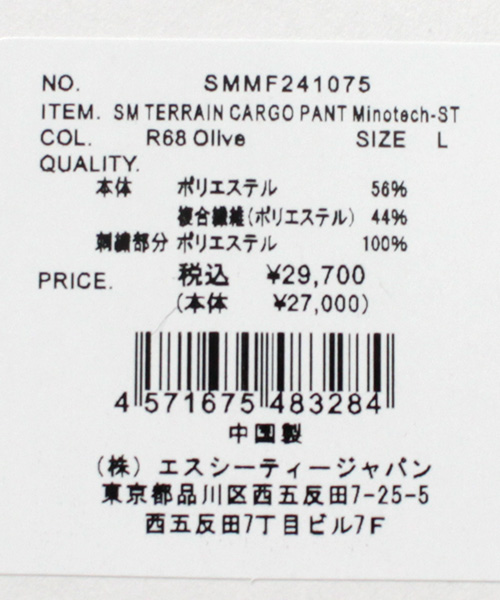 NO. SMMF241075
ITEM. SM TERRAIN CARGO PANT Minotech-ST
COL. R68 Olive SIZE L
QUALITY.
本体 ポリエステル 56%
複合繊維(ポリエステル) 44%
刺繍部分 ポリエステル 100%
PRICE. 税込 ¥29,700
(本体 ¥27,000)
4 571675 483284
中国製
(株) エスシーティージャパン
東京都品川区西五反田7-25-5
西五反田7丁目ビル7F